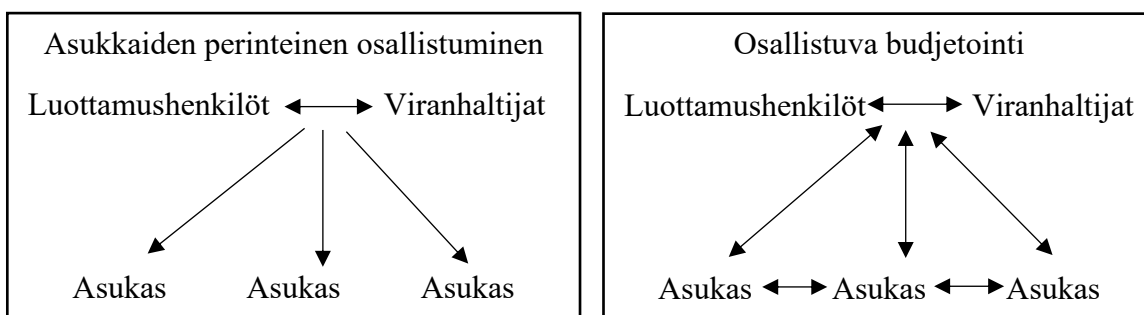 Asukkaiden perinteinen osallistuminen
Luottamushenkilöt Viranhaltijat
Asukas Asukas Asukas
Osallistuva budjetointi
Luottamushenkilöt Viranhaltijat
Asukas Asukas Asukas